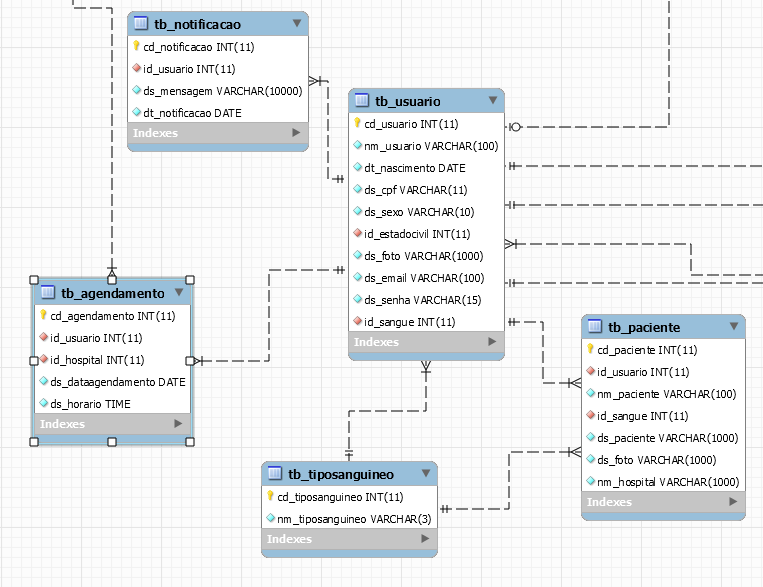 tb_notificacao
cd_notificacao INT(11)
id_usuario INT(11)
ds_mensagem VARCHAR(10000)
dt_notificacao DATE
Indexes
tb_usuario
cd_usuario INT(11)
nm_usuario VARCHAR(100)
dt_nascimento DATE
ds_cpf VARCHAR(11)
ds_sexo VARCHAR(10)
id_estadocivil INT(11)
ds_foto VARCHAR(1000)
ds_email VARCHAR(100)
ds_senha VARCHAR(15)
id_sangue INT(11)
Indexes
tb_agendamento
cd_agendamento INT(11)
id_usuario INT(11)
id_hospital INT(11)
ds_dataagendamento DATE
ds_horario TIME
Indexes
tb_paciente
cd_paciente INT(11)
id_usuario INT(11)
nm_paciente VARCHAR(100)
id_sangue INT(11)
ds_paciente VARCHAR(1000)
ds_foto VARCHAR(1000)
nm_hospital VARCHAR(1000)
Indexes
tb_tiposanguineo
cd_tiposanguineo INT(11)
nm_tiposanguineo VARCHAR(3)
Indexes